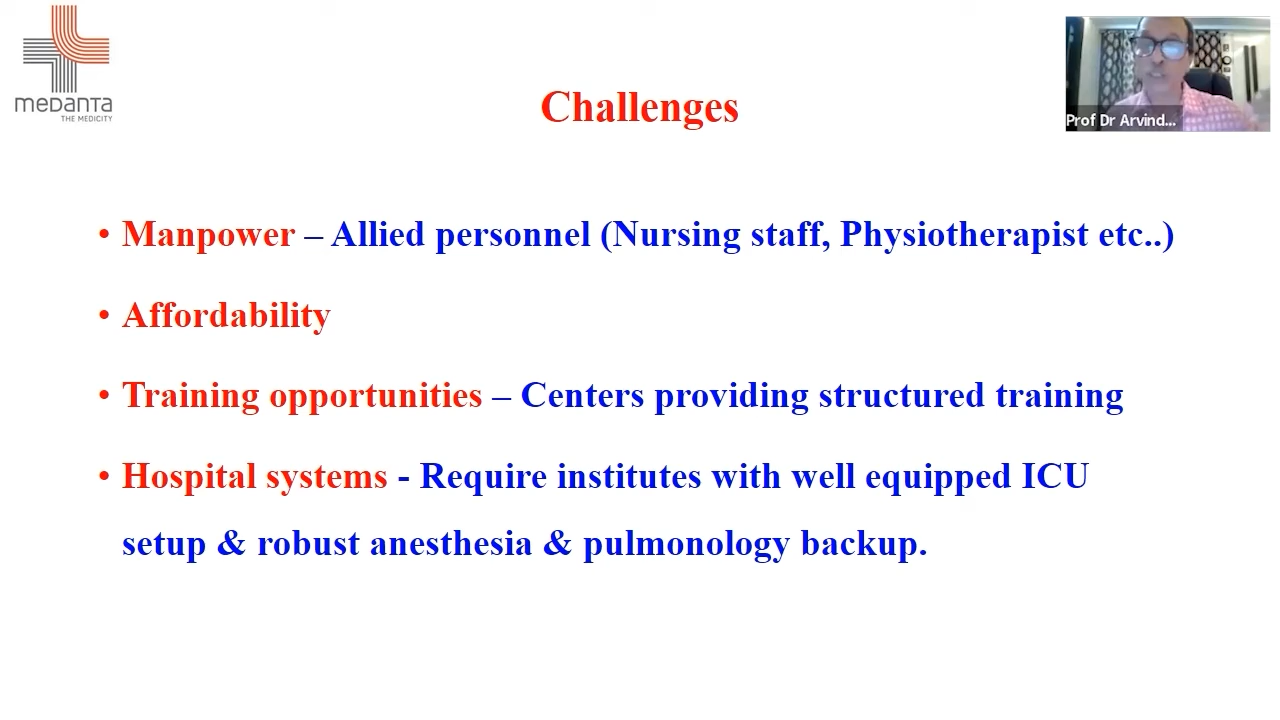 medanta
THE MEDICITY
Prof Dr Arvind...
Challenges
• Manpower – Allied personnel (Nursing staff, Physiotherapist etc..)
• Affordability
• Training opportunities – Centers providing structured training
• Hospital systems - Require institutes with well equipped ICU
setup & robust anesthesia & pulmonology backup.